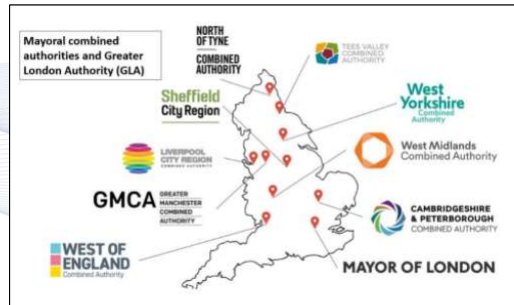 Mayoral combined
authorities and Greater
London Authority (GLA)
NORTH
OF TYNE
COMBINED
AUTHORITY
TEES VALLEY
COMBINED
AUTHORITY
Sheffield
City Region
West
Yorkshire
Combined
Authority
LIVERPOOL
CITY REGION
COMBINED AUTHORITY
West Midlands
Combined Authority
GMCA
GREATER
MANCHESTER
COMBINED
AUTHORITY
CAMBRIDGESHIRE
& PETERBOROUGH
COMBINED AUTHORITY
WEST OF
ENGLAND
Combined Authority
MAYOR OF LONDON